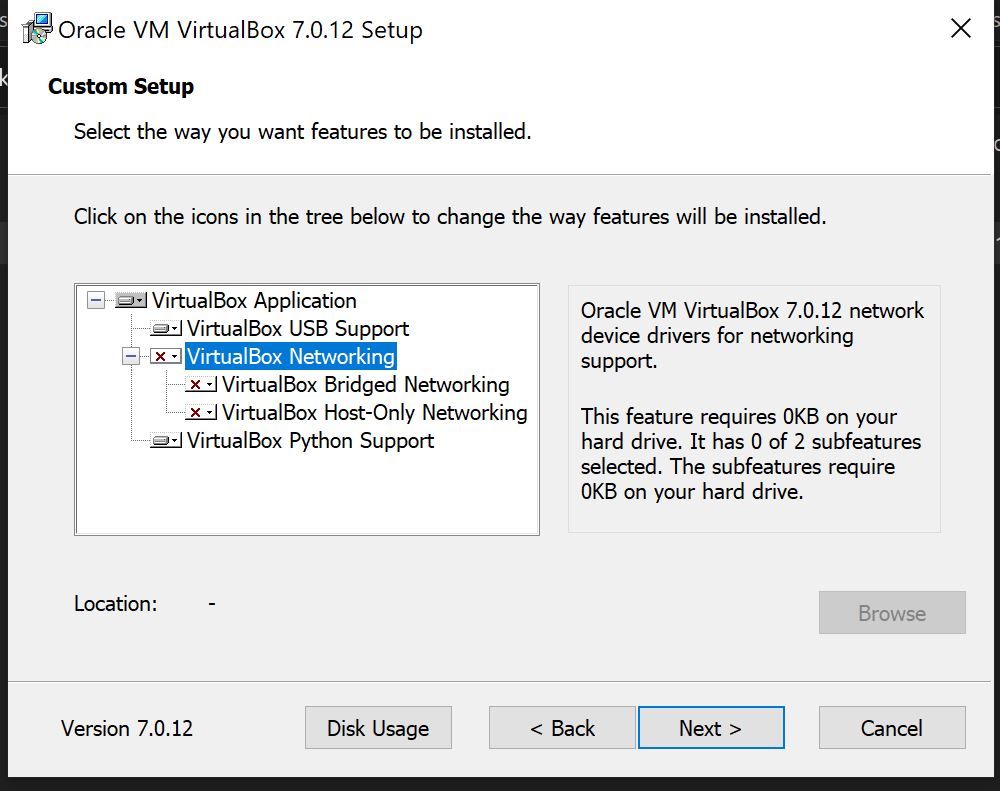 Oracle VM VirtualBox 7.0.12 Setup
Custom Setup
Select the way you want features to be installed.
Click on the icons in the tree below to change the way features will be installed.
VirtualBox Application
VirtualBox USB Support
VirtualBox Networking
VirtualBox Bridged Networking
VirtualBox Host-Only Networking
VirtualBox Python Support
Oracle VM VirtualBox 7.0.12 network
device drivers for networking
support.
This feature requires 0KB on your
hard drive. It has 0 of 2 subfeatures
selected. The subfeatures require
0KB on your hard drive.
Location: -
Browse
Version 7.0.12
Disk Usage
< Back
Next >
Cancel